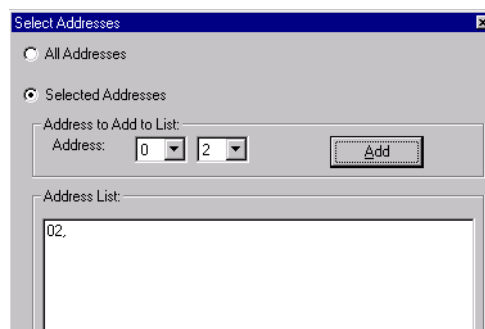 Select Addresses
All Addresses
Selected Addresses
Address to Add to List:
Address: 0 2 Add
Address List:
02,